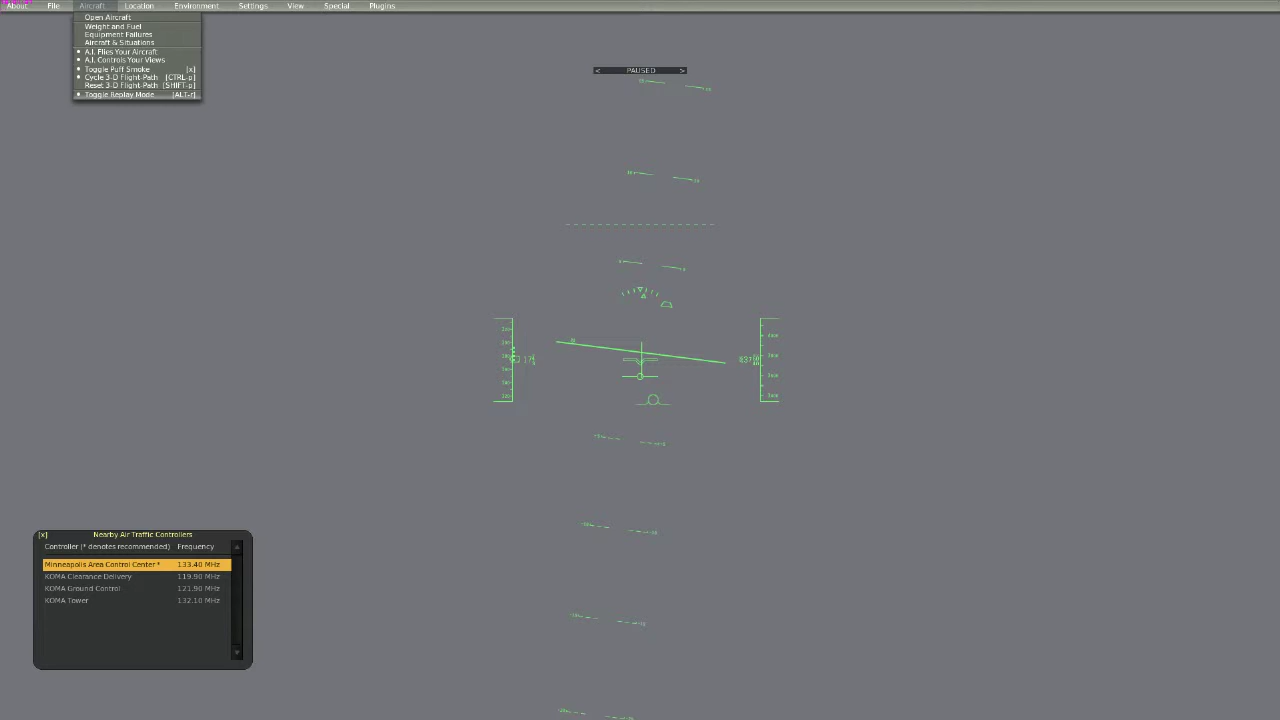 About File Aircraft Location Environment Settings View Special Plugins
Open Aircraft
Weight and Fuel
Equipment Failures
Aircraft & Situations
A.I. Flies Your Aircraft
A.I. Controls Your Views
Toggle Puff Smoke [x]
Cycle 3-D Flight-Path [CTRL-p]
Reset 3-D Flight-Path [SHIFT-p]
Toggle Replay Mode [ALT-r]
< PAUSED >
[x] Nearby Air Traffic Controllers
Controller (* denotes recommended) Frequency
Minneapolis Area Control Center * 133.40 MHz
KOMA Clearance Delivery 119.90 MHz
KOMA Ground Control 121.90 MHz
KOMA Tower 132.10 MHz